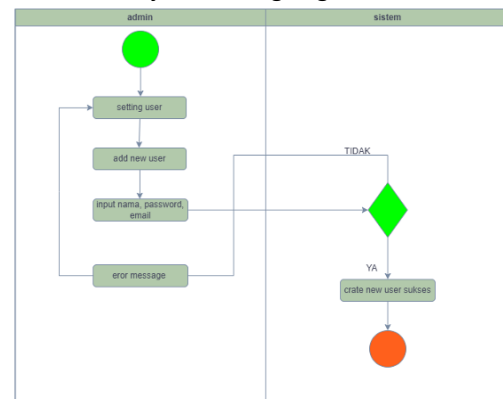 admin
sistem
setting user
add new user
TIDAK
input nama, password,
email
eror message
YA
crate new user sukses